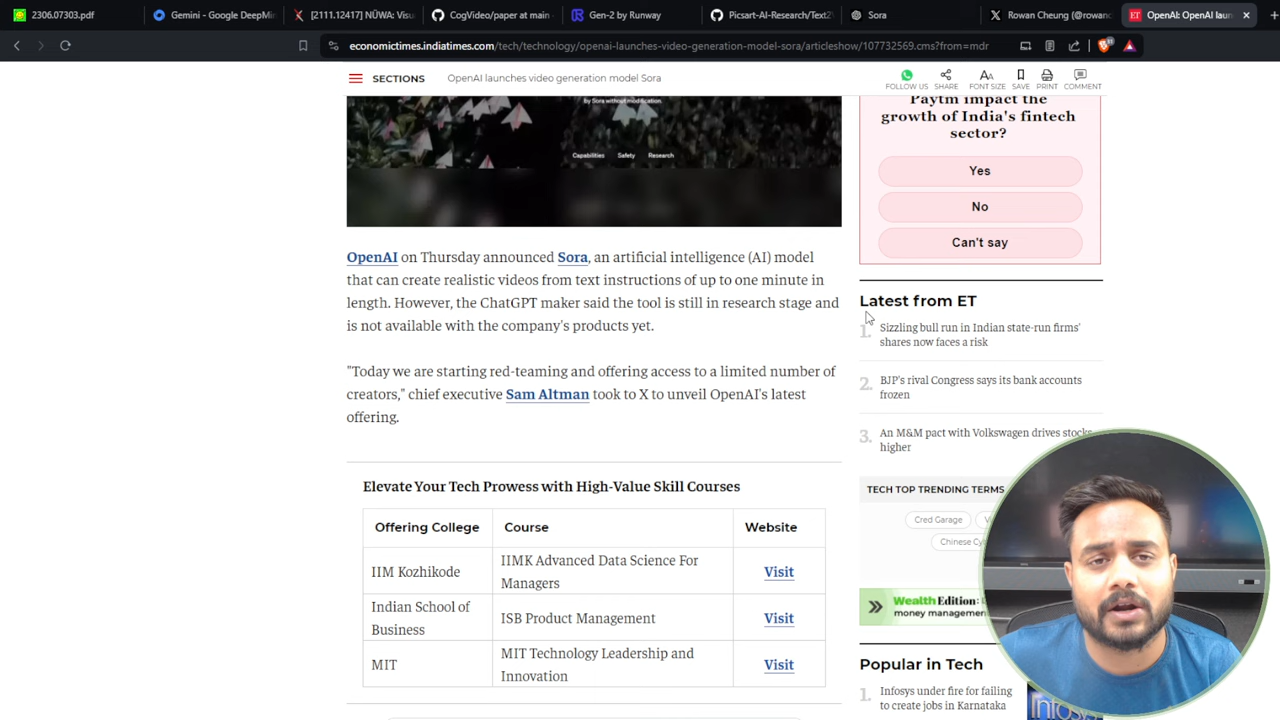 2306.07303.pdf
Gemini - Google DeepMi
[2111.12417] NÜWA: Visu
CogVideo/paper at main
Gen-2 by Runway
Picsart-AI-Research/Text2
Sora
Rowan Cheung (@rowanc
OpenAI: OpenAI laun
economictimes.indiatimes.com/tech/technology/openai-launches-video-generation-model-sora/articleshow/107732569.cms?from=mdr
SECTIONS
OpenAI launches video generation model Sora
FOLLOW US
SHARE
FONT SIZE
SAVE
PRINT
COMMENT
by Sora without modification.
Capabilities Safety Research
OpenAI on Thursday announced Sora, an artificial intelligence (AI) model
that can create realistic videos from text instructions of up to one minute in
length. However, the ChatGPT maker said the tool is still in research stage and
is not available with the company's products yet.
"Today we are starting red-teaming and offering access to a limited number of
creators," chief executive Sam Altman took to X to unveil OpenAI's latest
offering.
Elevate Your Tech Prowess with High-Value Skill Courses
Offering College Course Website
IIM Kozhikode
IIMK Advanced Data Science For
Managers
Visit
Indian School of
Business
ISB Product Management
Visit
MIT
MIT Technology Leadership and
Innovation
Visit
Paytm impact the
growth of India's fintech
sector?
Yes
No
Can't say
Latest from ET
1. Sizzling bull run in Indian state-run firms'
shares now faces a risk
2. BJP's rival Congress says its bank accounts
frozen
3. An M&M pact with Volkswagen drives stocks
higher
TECH TOP TRENDING TERMS
Cred Garage
Chinese
Wealth Edition:
money management
Popular in Tech
1. Infosys under fire for failing
to create jobs in Karnataka
Infosys